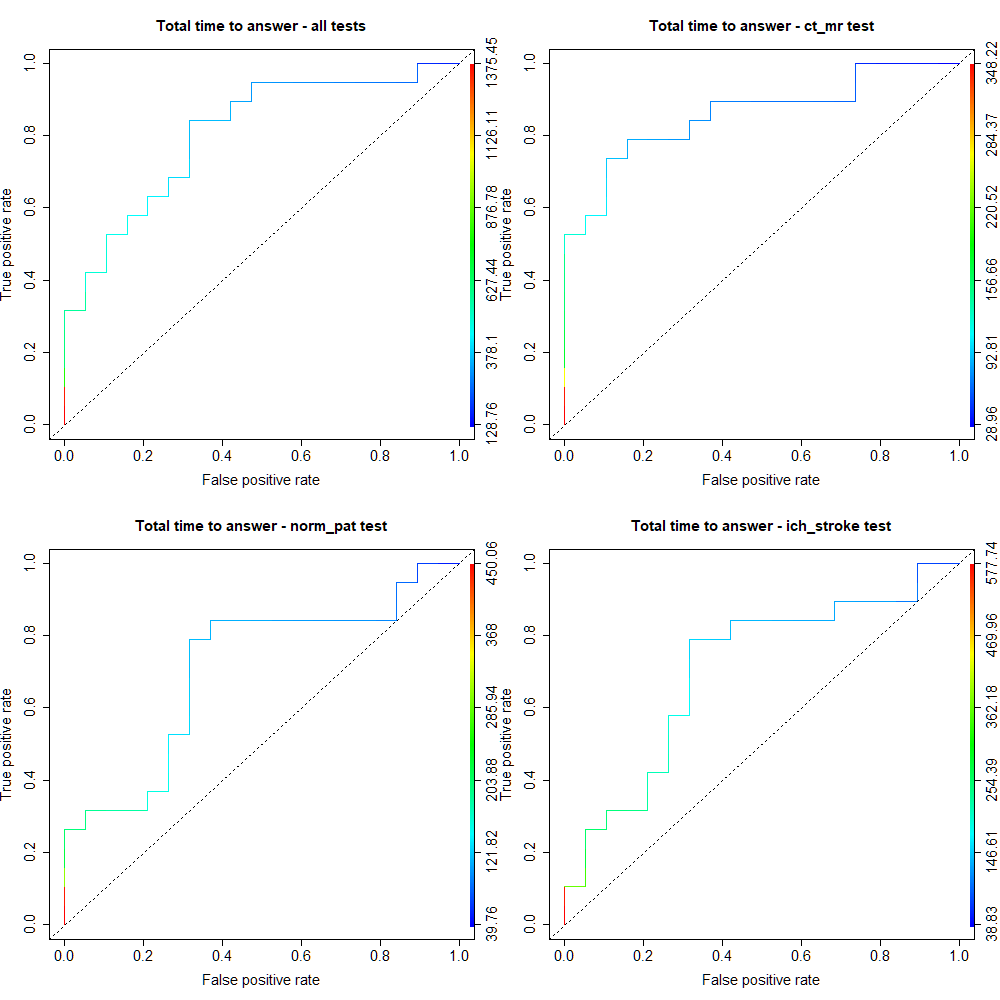 Total time to answer - all tests
True positive rate
0.0 0.2 0.4 0.6 0.8 1.0
128.76 378.1 627.44 876.78 1126.11 1375.45
0.0 0.2 0.4 0.6 0.8 1.0
False positive rate
Total time to answer - ct_mr test
True positive rate
0.0 0.2 0.4 0.6 0.8 1.0
28.96 92.81 156.66 220.52 284.37 348.22
0.0 0.2 0.4 0.6 0.8 1.0
False positive rate
Total time to answer - norm_pat test
True positive rate
0.0 0.2 0.4 0.6 0.8 1.0
39.76 121.82 203.88 285.94 368 450.06
0.0 0.2 0.4 0.6 0.8 1.0
False positive rate
Total time to answer - ich_stroke test
True positive rate
0.0 0.2 0.4 0.6 0.8 1.0
38.83 146.61 254.39 362.18 469.96 577.74
0.0 0.2 0.4 0.6 0.8 1.0
False positive rate